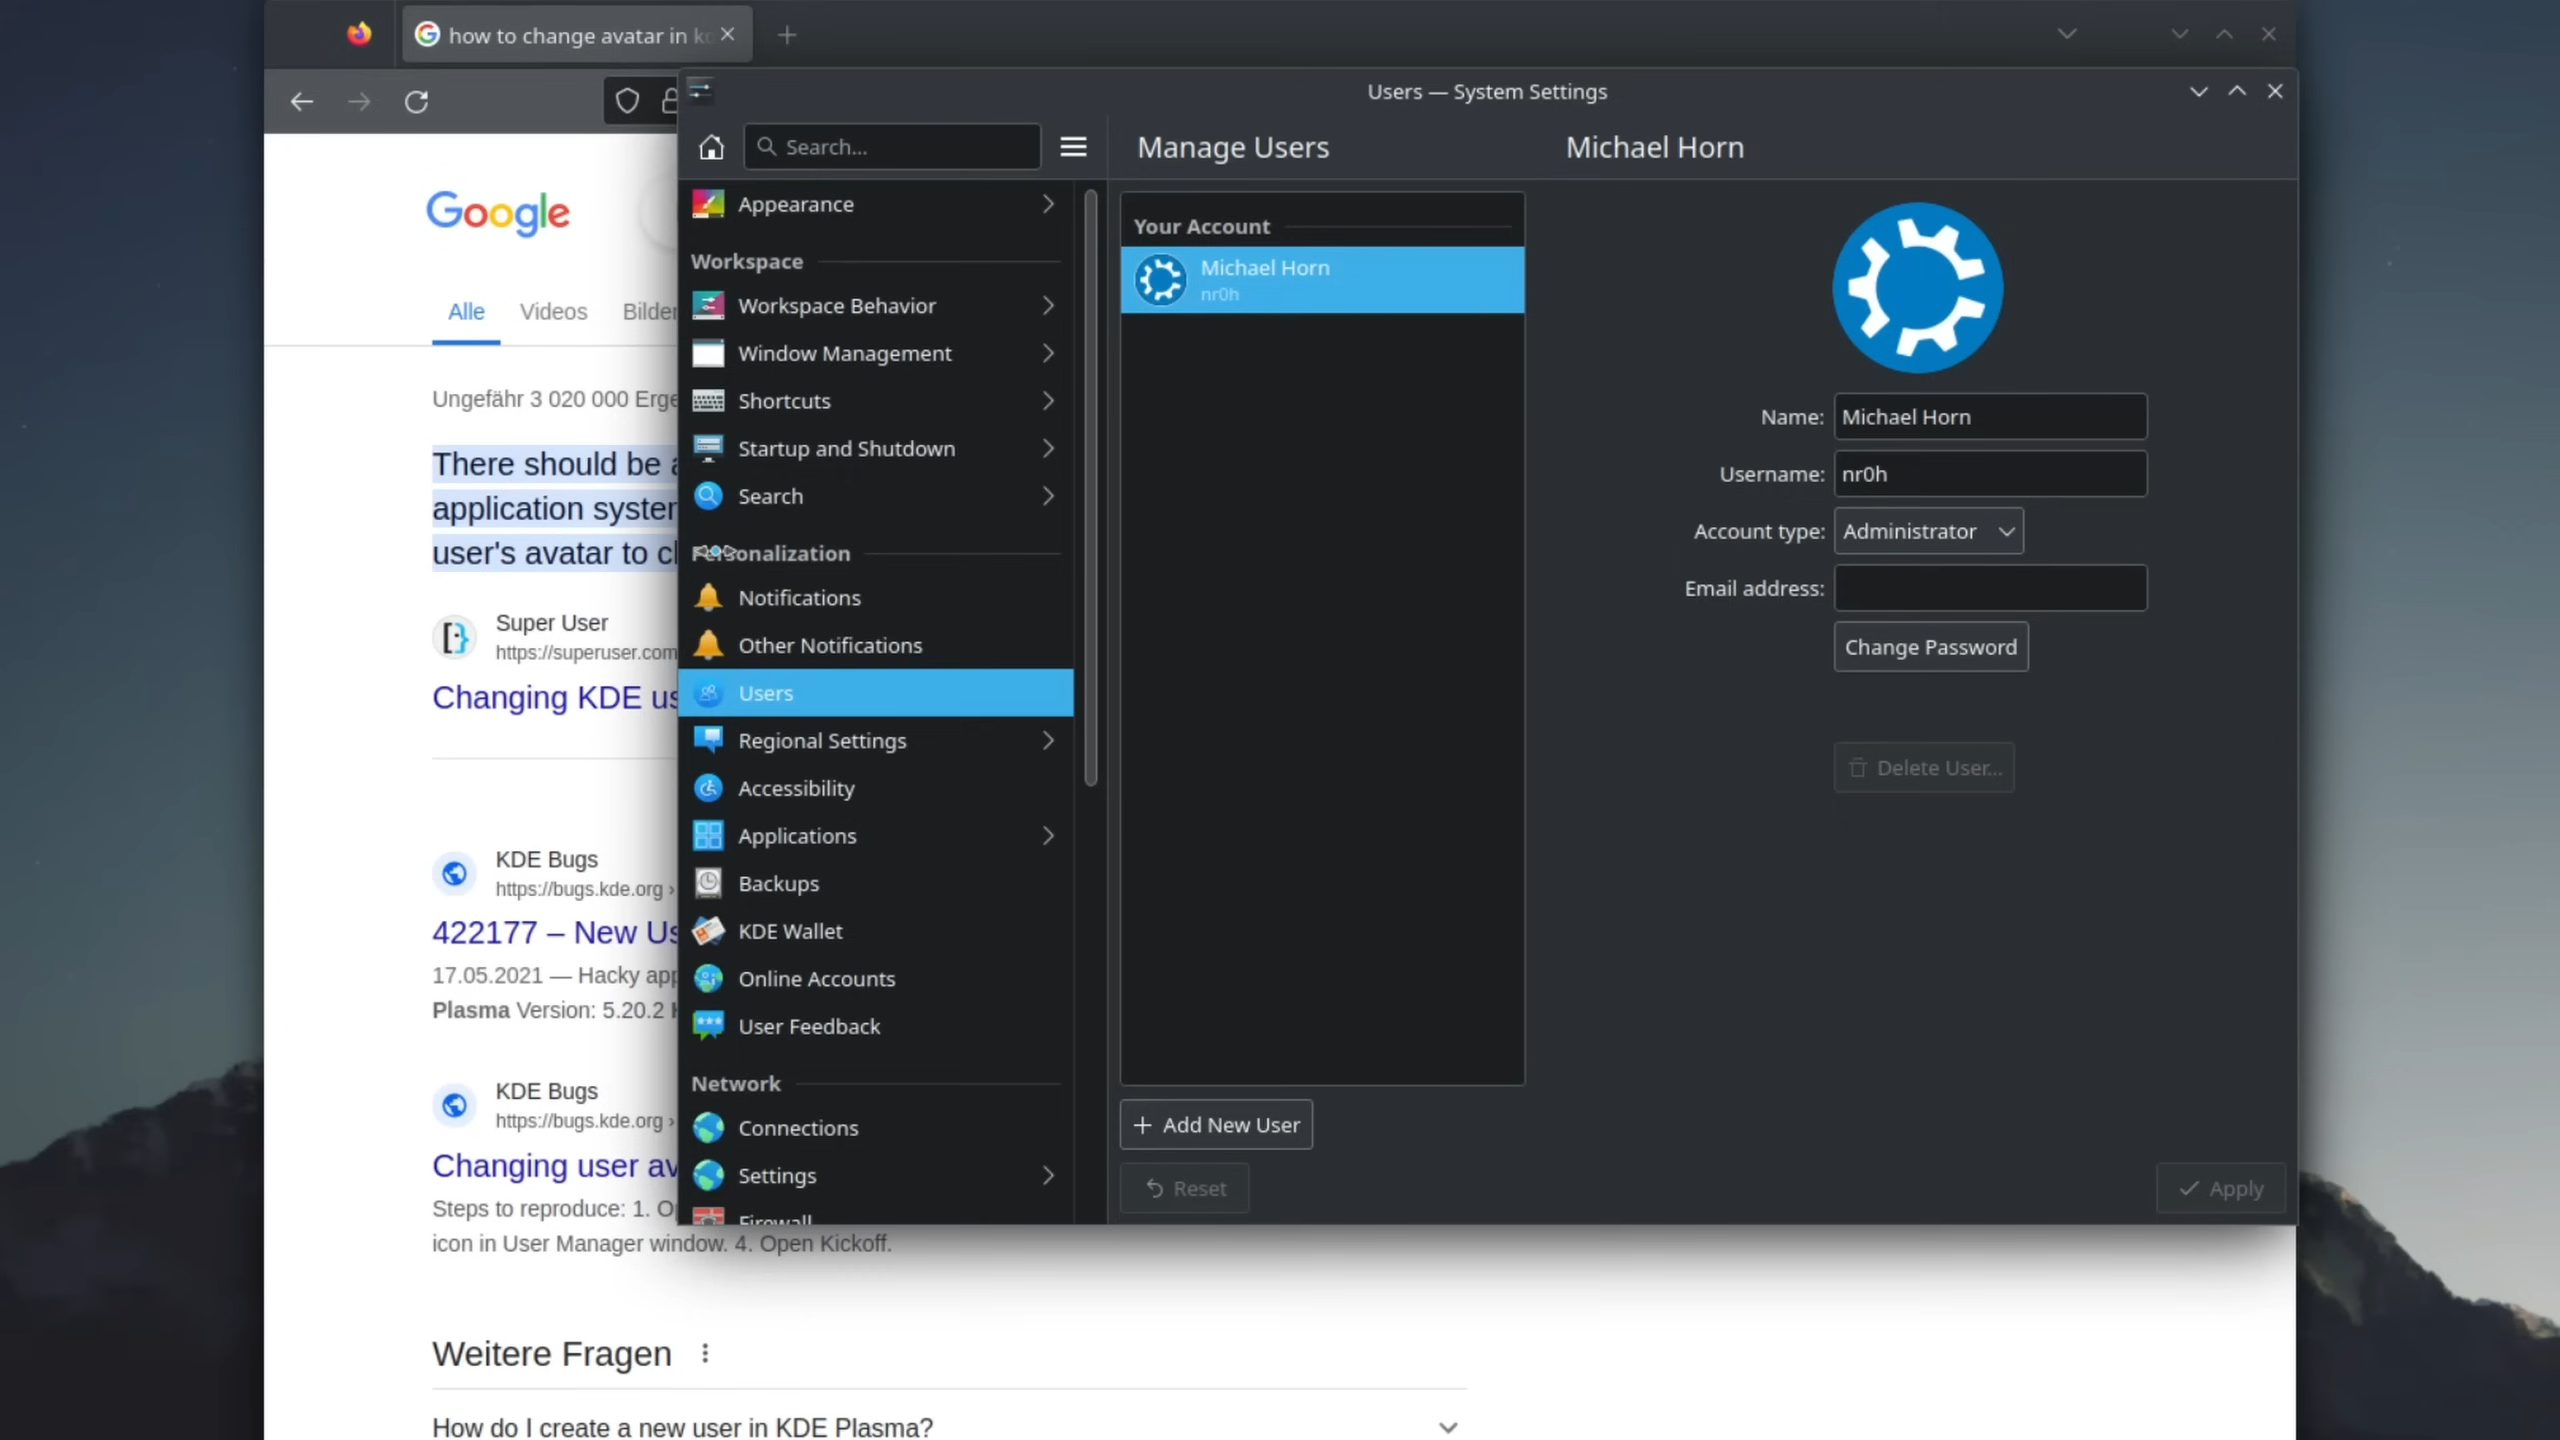 how to change avatar in
Users — System Settings
Search...
Manage Users
Michael Horn
Google
Alle
Videos
Ungefähr 3 020 000
There should be
application
user's avatar to
Super User
https://superuser.com
Changing KDE
KDE Bugs
https://bugs.kde.org ›
422177 – New
17.05.2021 — Hacky
Plasma Version: 5.20.2
KDE Bugs
https://bugs.kde.org ›
Changing user
Steps to reproduce: 1.
icon in User Manager window. 4. Open Kickoff.
Weitere Fragen
How do I create a new user in KDE Plasma?
Appearance
Workspace
Workspace Behavior
Window Management
Shortcuts
Startup and Shutdown
Search
Personalization
Notifications
Other Notifications
Users
Regional Settings
Accessibility
Applications
Backups
KDE Wallet
Online Accounts
User Feedback
Network
Connections
Settings
Firewall
Your Account
Michael Horn
nr0h
Add New User
Reset
Name: Michael Horn
Username: nr0h
Account type: Administrator
Email address:
Change Password
Delete User...
Apply